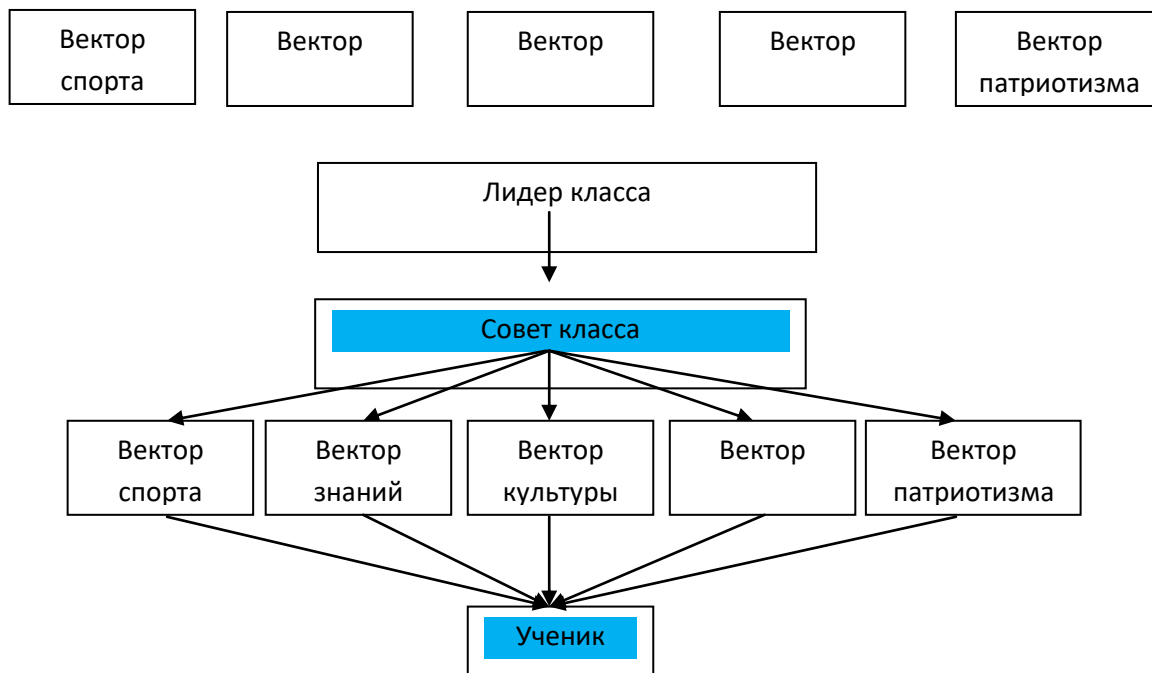 Вектор
спорта
Вектор
Вектор
Вектор
Вектор
патриотизма
Лидер класса
Совет класса
Вектор
спорта
Вектор
знаний
Вектор
культуры
Вектор
Вектор
патриотизма
Ученик